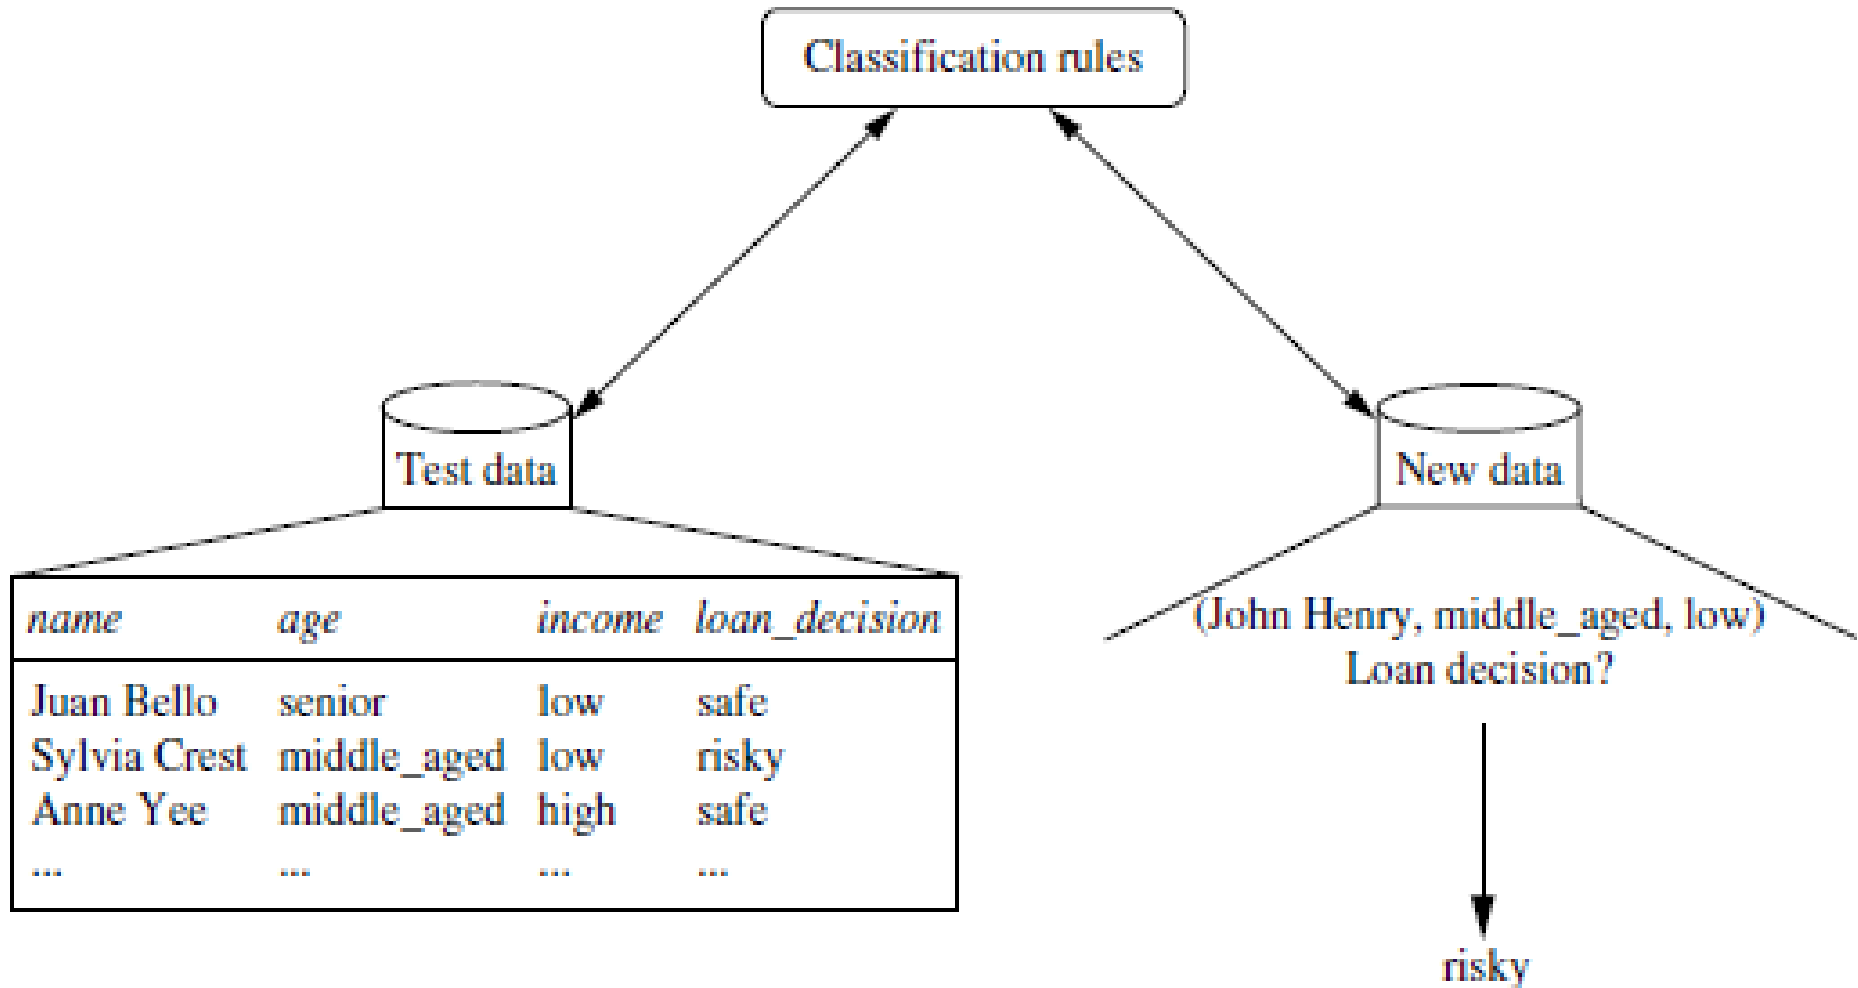 Classification rules
Test data
name age income loan_decision
Juan Bello senior low safe
Sylvia Crest middle_aged low risky
Anne Yee middle_aged high safe
... ... ... ...
New data
(John Henry, middle_aged, low)
Loan decision?
risky